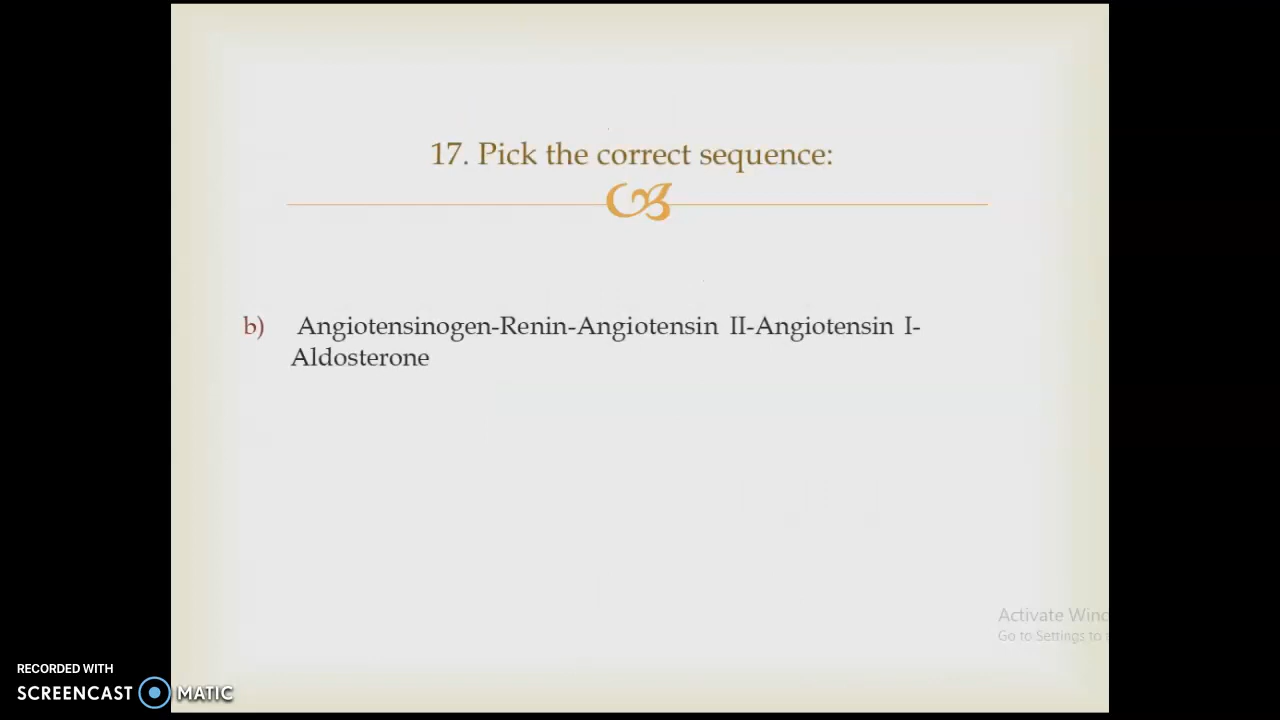 17. Pick the correct sequence:
b) Angiotensinogen-Renin-Angiotensin II-Angiotensin I-
Aldosterone
Activate Wind
Go to Settings to
RECORDED WITH
SCREENCAST MATIC